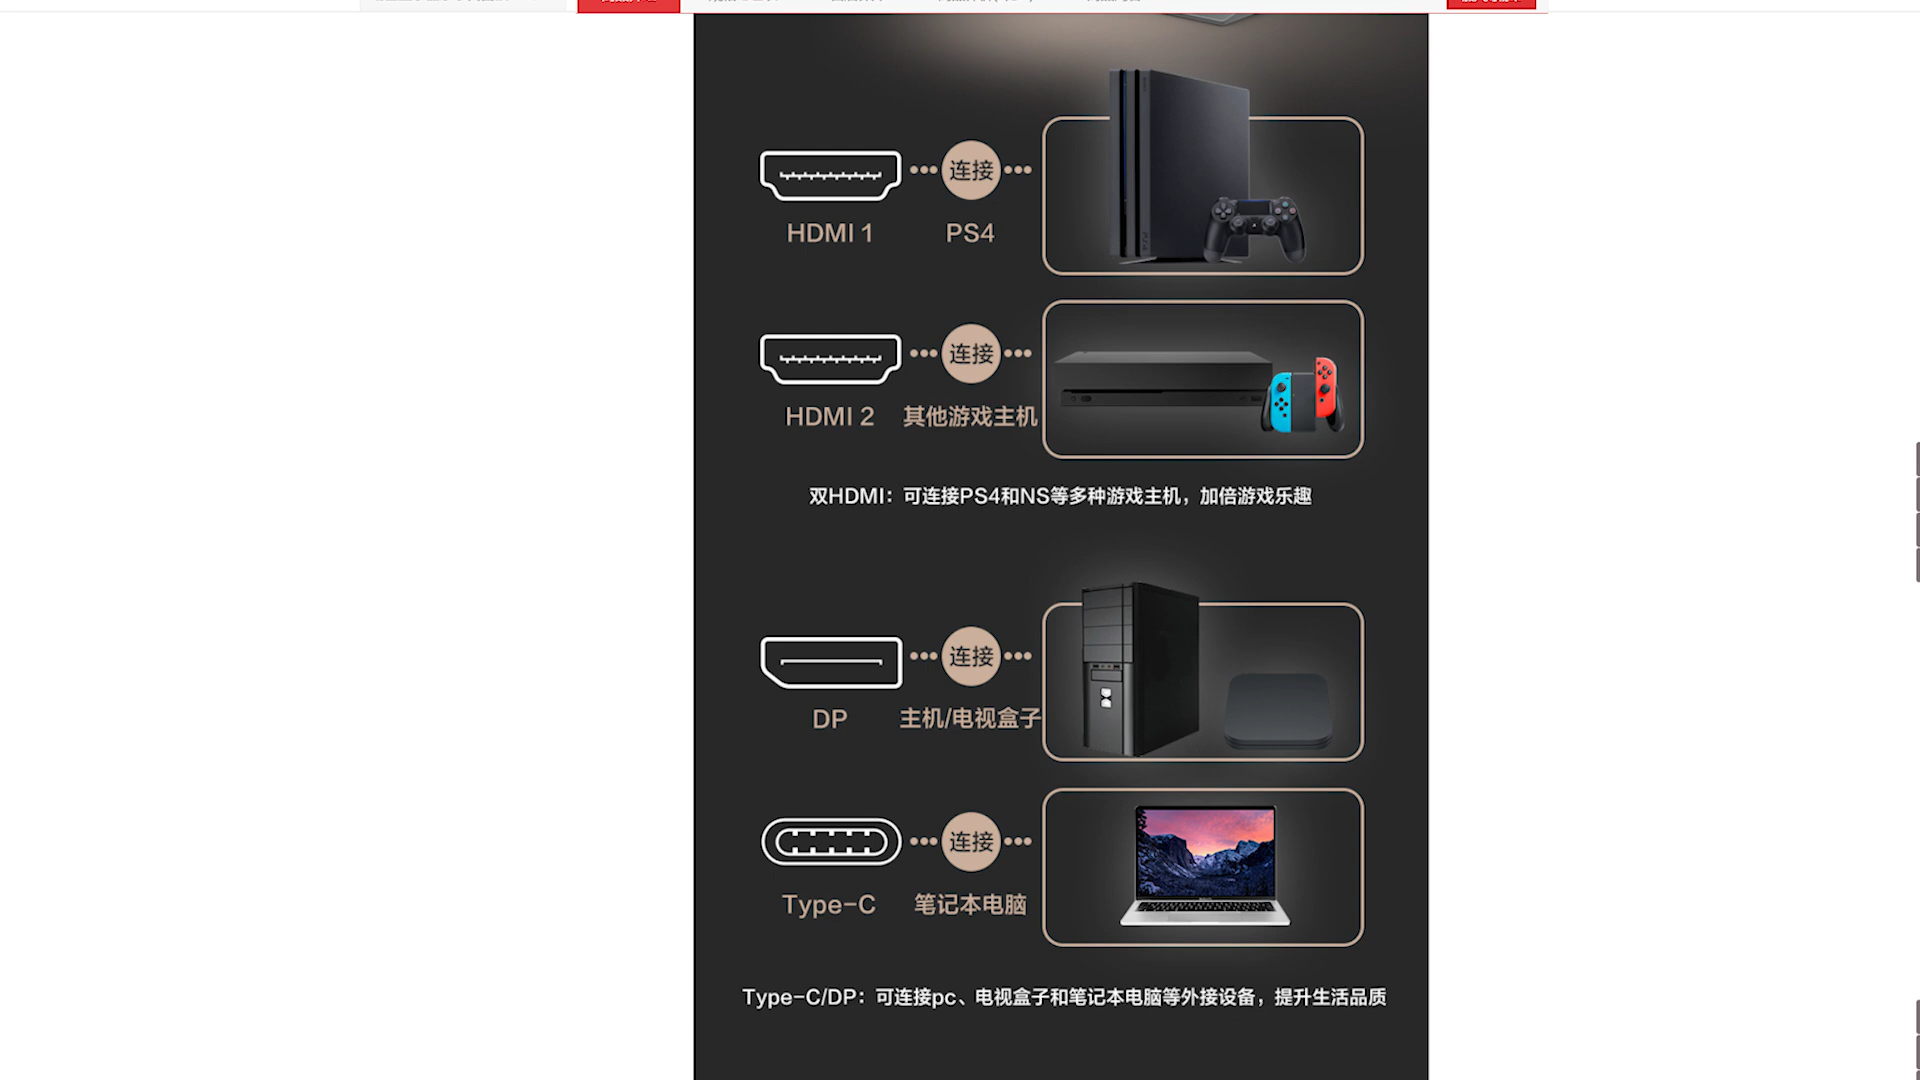 连接
HDMI 1
PS4
连接
HDMI 2
其他游戏主机
双HDMI：可连接PS4和NS等多种游戏主机，加倍游戏乐趣
连接
DP
主机/电视盒子
连接
Type-C
笔记本电脑
Type-C/DP：可连接pc、电视盒子和笔记本电脑等外接设备，提升生活品质